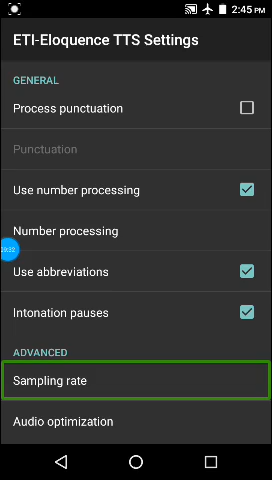 2:45 PM
ETI-Eloquence TTS Settings
GENERAL
Process punctuation
Punctuation
Use number processing
Number processing
Use abbreviations
Intonation pauses
ADVANCED
Sampling rate
Audio optimization